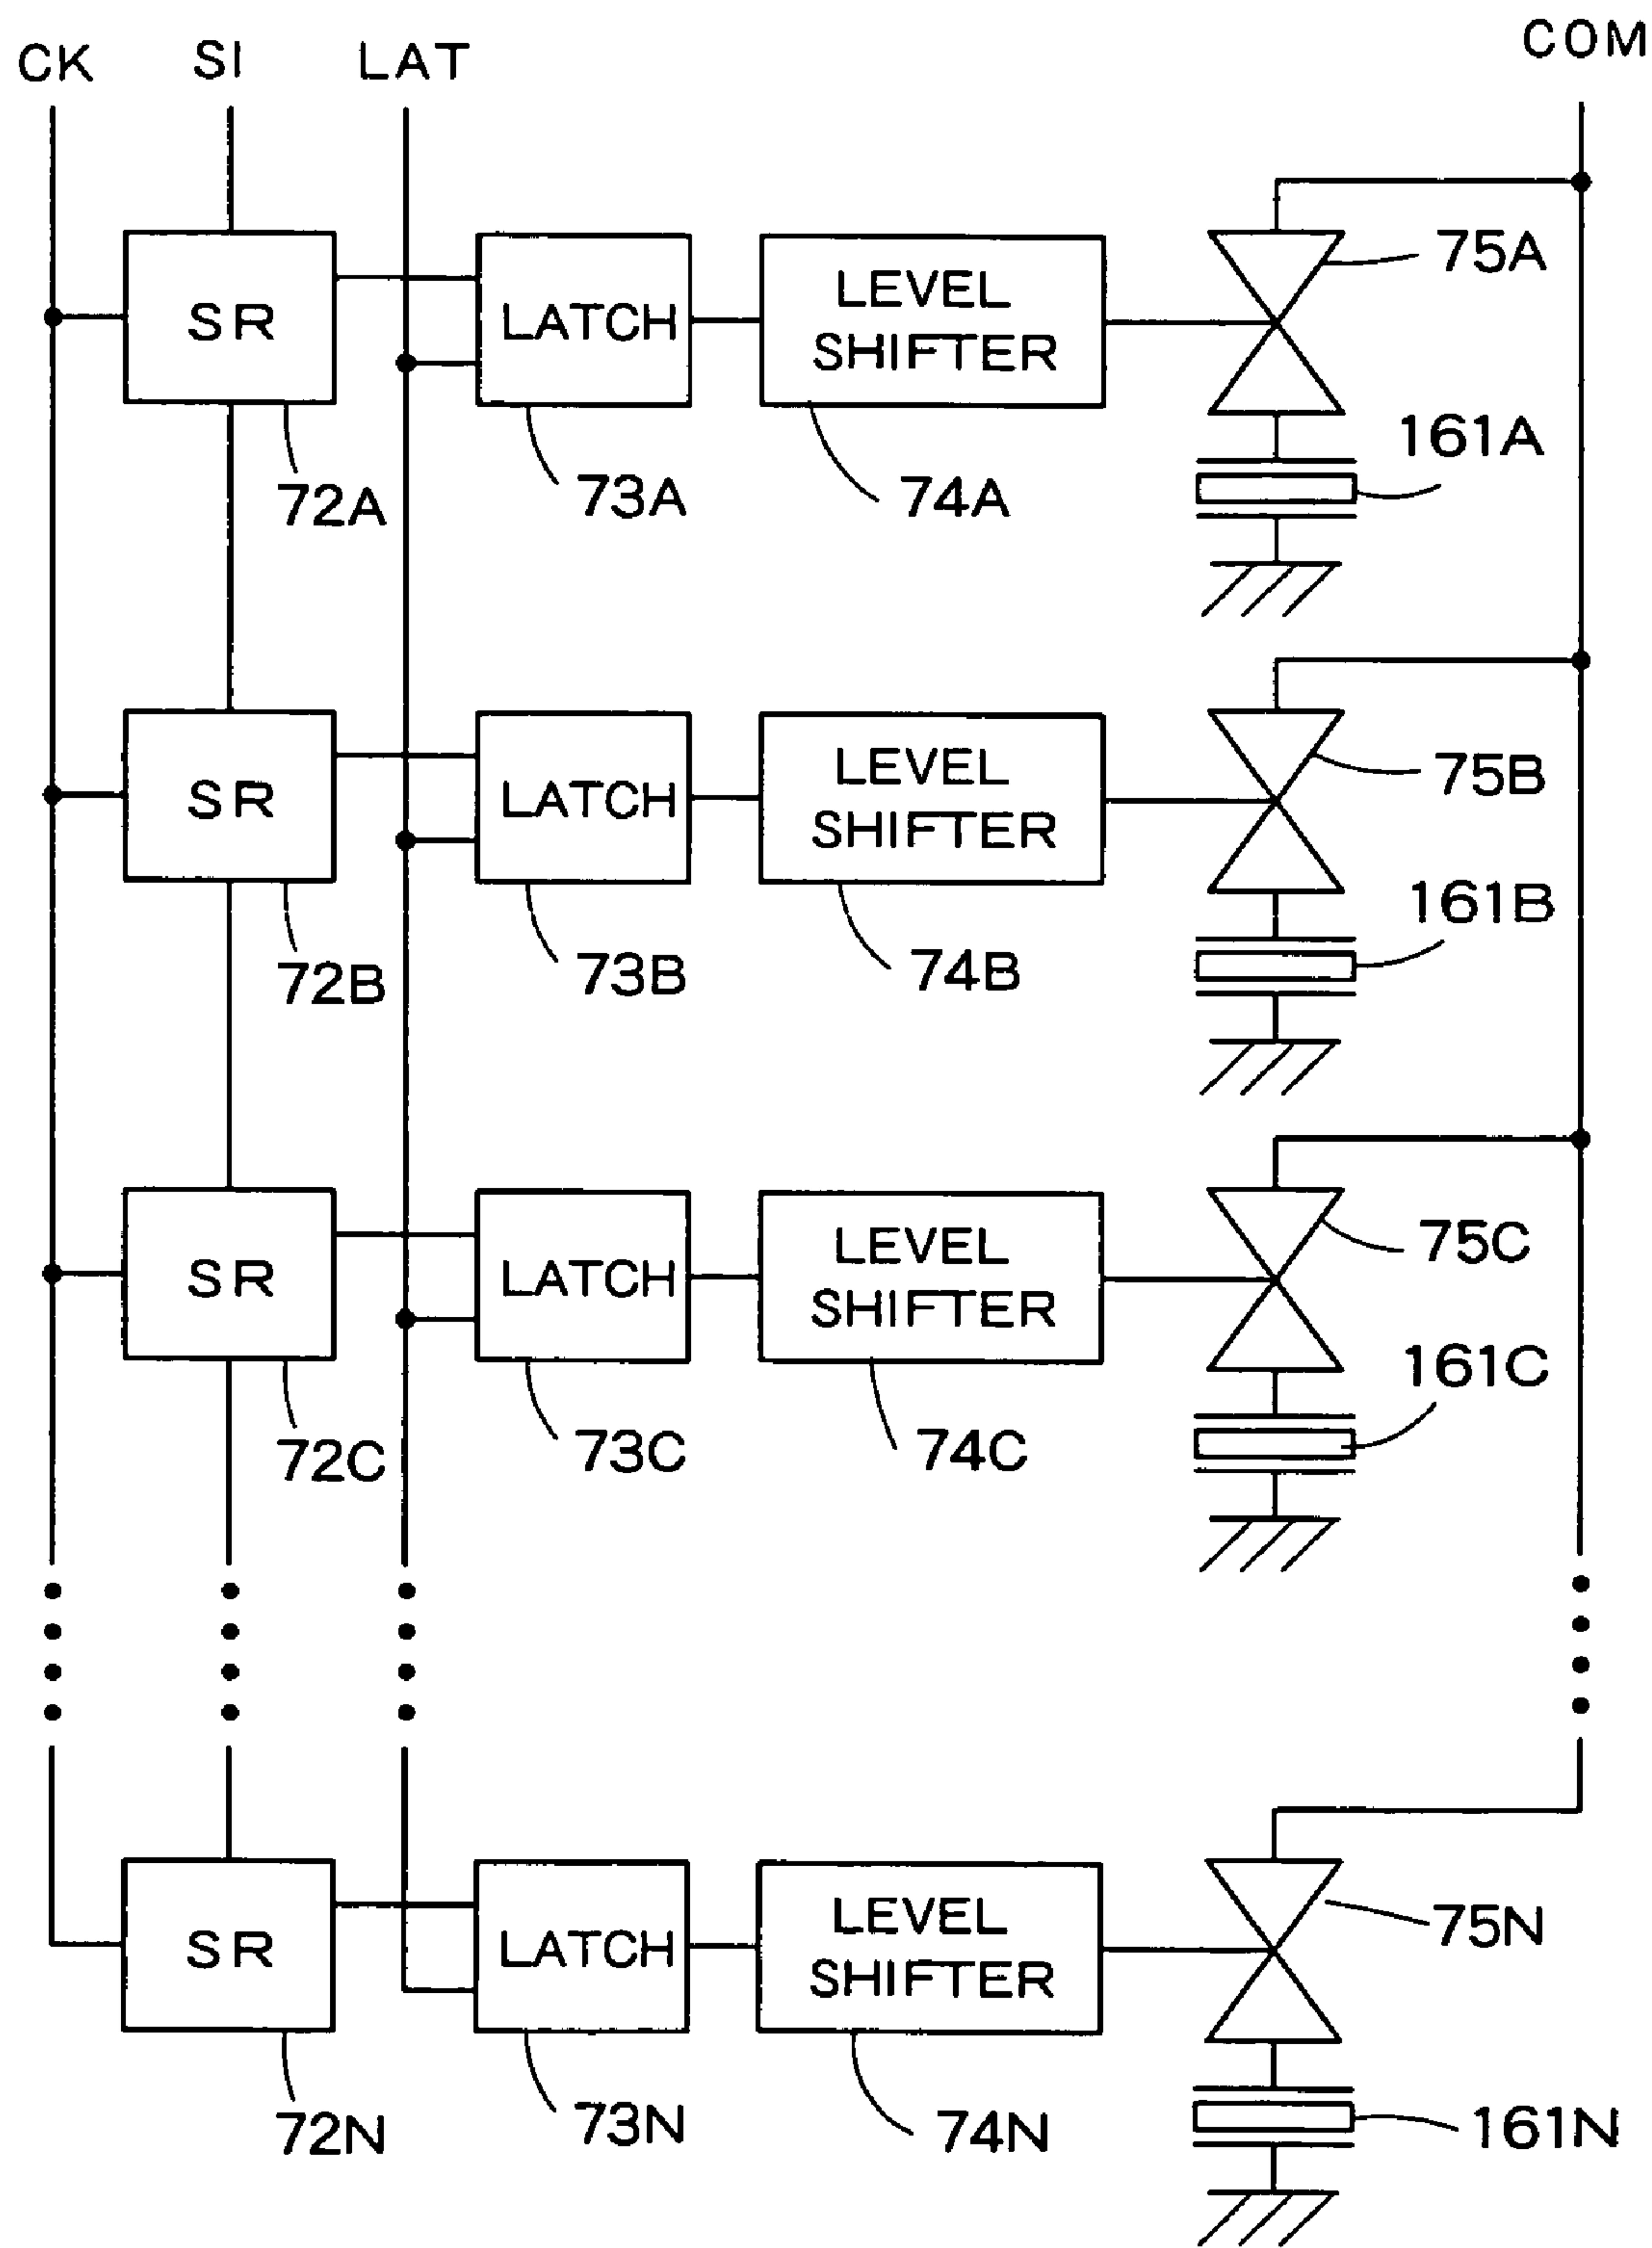 CK SI LAT COM
SR
LATCH
LEVEL
SHIFTER
75A
161A
72A
73A
74A
SR
LATCH
LEVEL
SHIFTER
75B
161B
72B
73B
74B
SR
LATCH
LEVEL
SHIFTER
75C
161C
72C
73C
74C
SR
LATCH
LEVEL
SHIFTER
75N
72N
73N
74N
161N